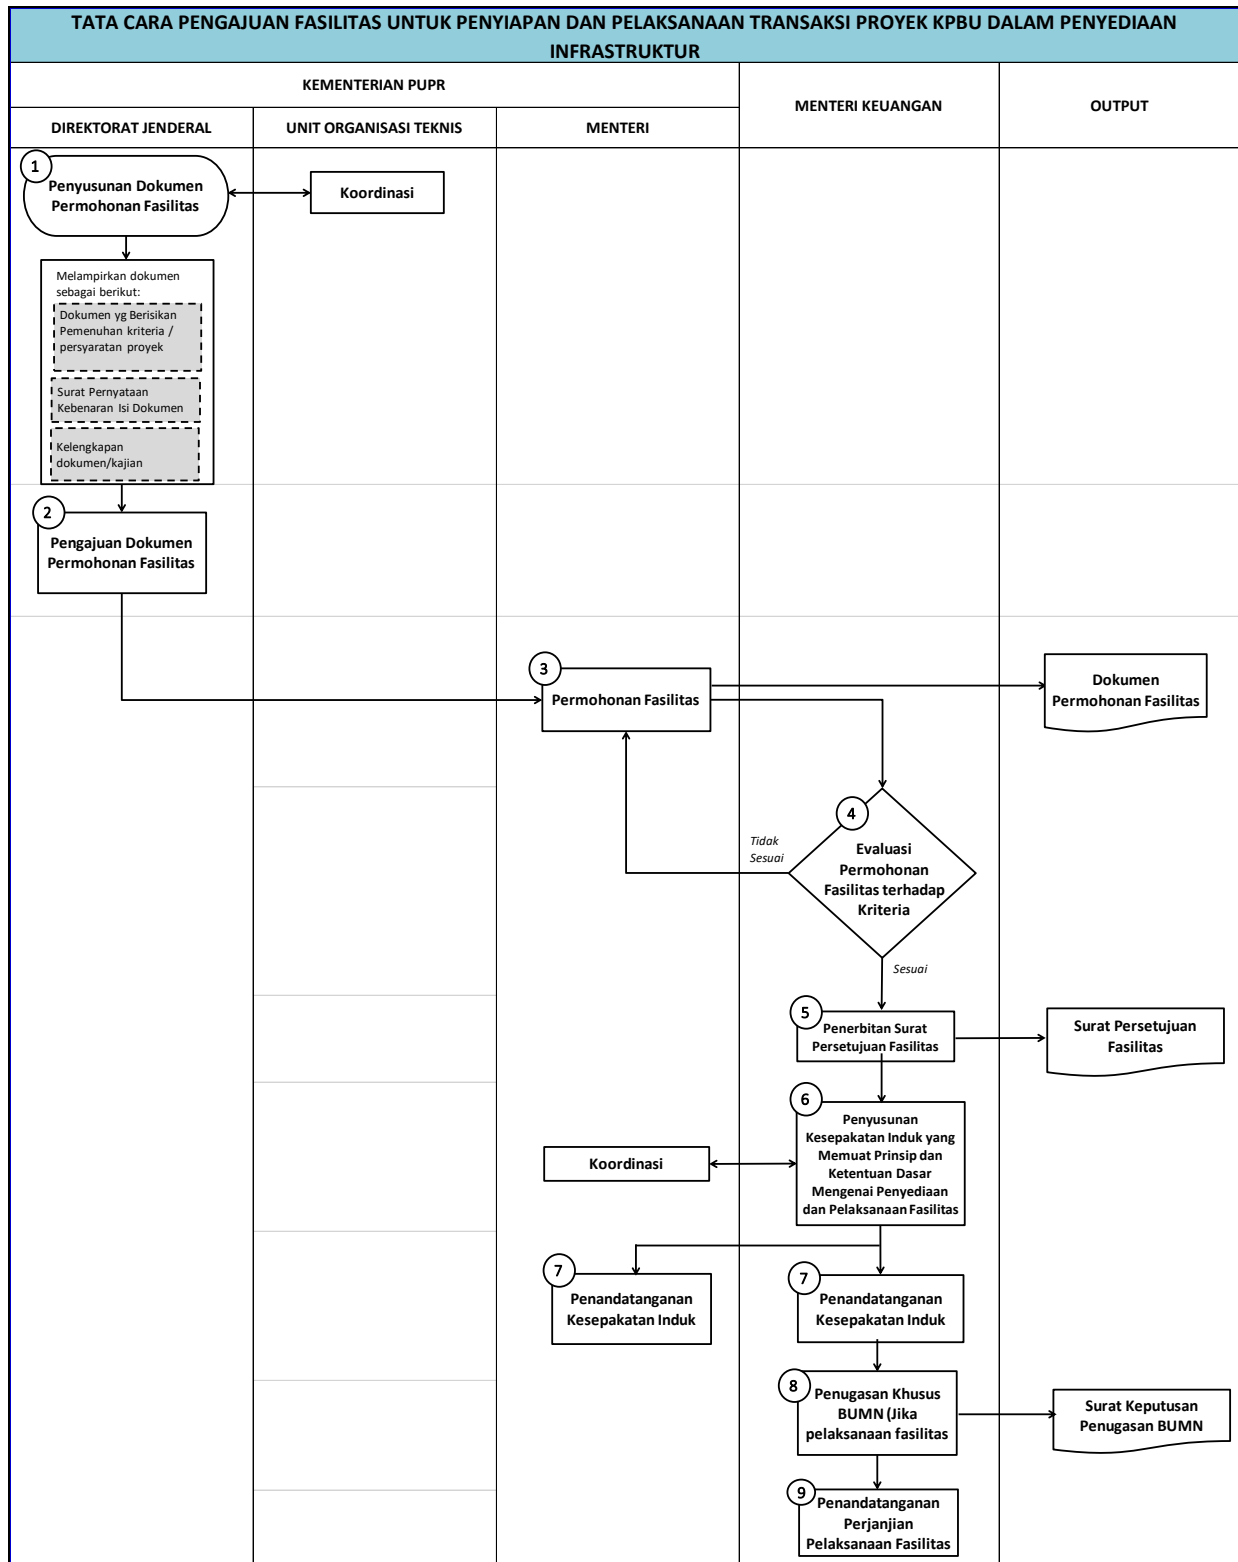 TATA CARA PENGAJUAN FASILITAS UNTUK PENYIAPAN DAN PELAKSANAAN TRANSAKSI PROYEK KPBU DALAM PENYEDIAAN
INFRASTRUKTUR
KEMENTERIAN PUPR
MENTERI KEUANGAN
OUTPUT
DIREKTORAT JENDERAL
UNIT ORGANISASI TEKNIS
MENTERI
1
Penyusunan Dokumen
Permohonan Fasilitas
Koordinasi
Melampirkan dokumen
sebagai berikut:
Dokumen yg Berisikan
Pemenuhan kriteria /
persyaratan proyek
Surat Pernyataan
Kebenaran Isi Dokumen
Kelengkapan
dokumen/kajian
2
Pengajuan Dokumen
Permohonan Fasilitas
3
Permohonan Fasilitas
Dokumen
Permohonan Fasilitas
4
Evaluasi
Permohonan
Fasilitas terhadap
Kriteria
Tidak
Sesuai
Sesuai
5
Penerbitan Surat
Persetujuan Fasilitas
Surat Persetujuan
Fasilitas
6
Penyusunan
Kesepakatan Induk yang
Memuat Prinsip dan
Ketentuan Dasar
Mengenai Penyediaan
dan Pelaksanaan Fasilitas
Koordinasi
7
Penandatanganan
Kesepakatan Induk
7
Penandatanganan
Kesepakatan Induk
8
Penugasan Khusus
BUMN (Jika
pelaksanaan fasilitas
Surat Keputusan
Penugasan BUMN
9
Penandatanganan
Perjanjian
Pelaksanaan Fasilitas